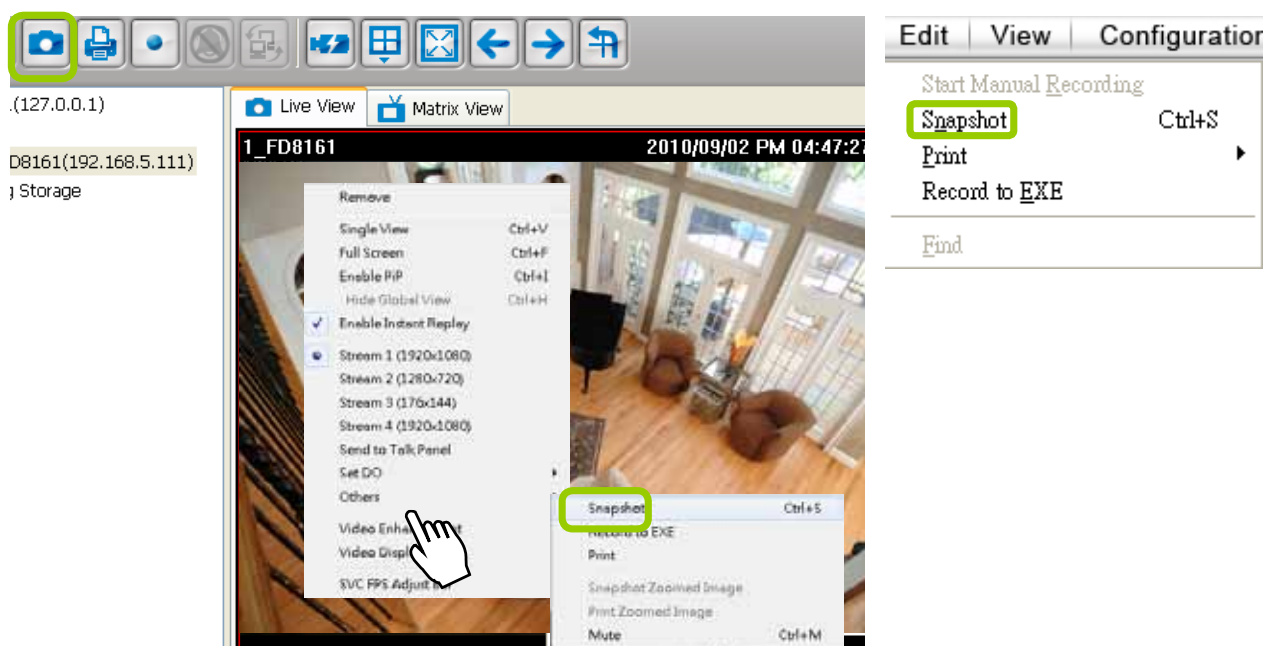 Edit View Configuration
.(127.0.0.1)
Live View Matrix View
1_FD8161 2010/09/02 PM 04:47:27
D8161(192.168.5.111)
g Storage
Remove
Single View Ctrl+V
Full Screen Ctrl+F
Enable PiP Ctrl+I
Hide Global View Ctrl+H
Enable Instant Replay
Stream 1 (1920x1080)
Stream 2 (1280x720)
Stream 3 (176x144)
Stream 4 (1920x1080)
Send to Talk Panel
Set DO
Others
Video Enhancement
Video Displ
SVC FPS Adjust
Snapshot Ctrl+S
Record to EXE
Print
Snapshot Zoomed Image
Print Zoomed Image
Mute Ctrl+M
Start Manual Recording
Snapshot Ctrl+S
Print
Record to EXE
Find